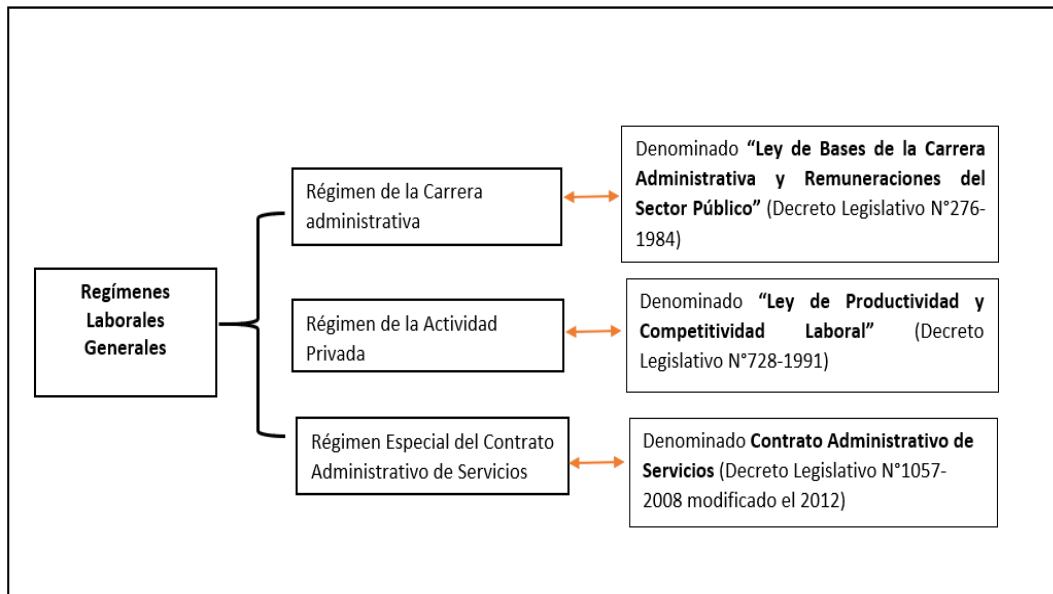 Regímenes
Laborales
Generales
Régimen de la Carrera
administrativa
Denominado “Ley de Bases de la Carrera
Administrativa y Remuneraciones del
Sector Público” (Decreto Legislativo N°276-
1984)
Régimen de la Actividad
Privada
Denominado “Ley de Productividad y
Competitividad Laboral” (Decreto
Legislativo N°728-1991)
Régimen Especial del Contrato
Administrativo de Servicios
Denominado Contrato Administrativo de
Servicios (Decreto Legislativo N°1057-
2008 modificado el 2012)